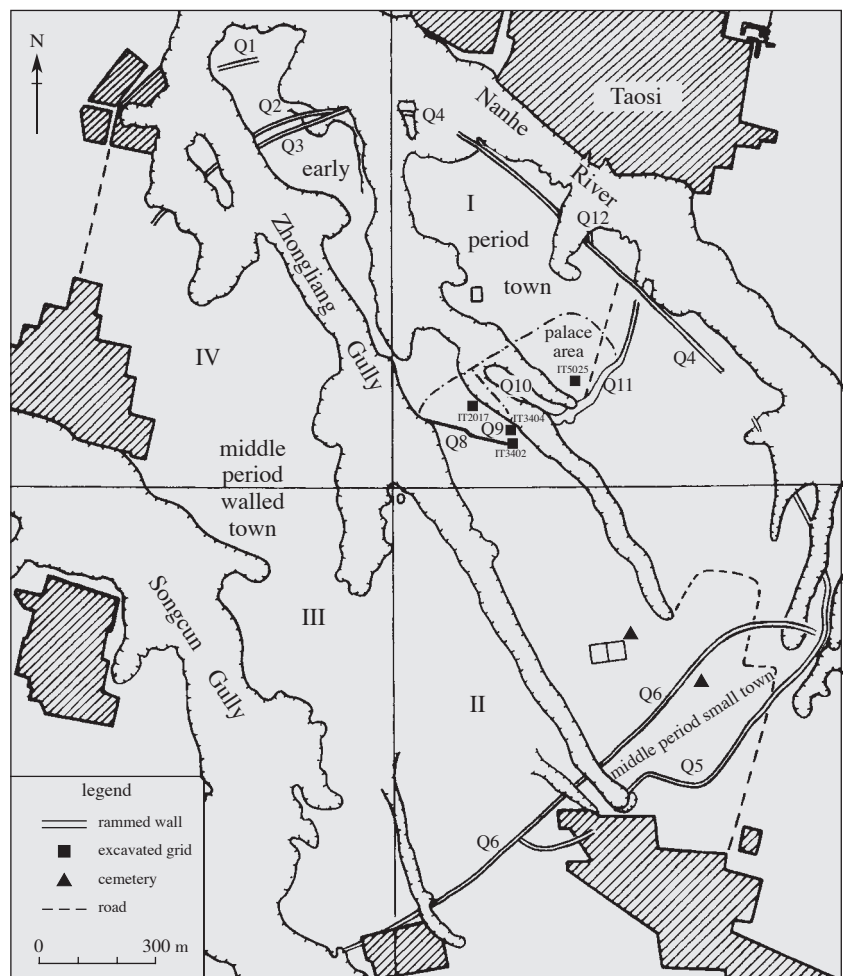 N
Q1
Q2
Q3
early
Q4
Nanhe
River
Taosi
I
period
town
Q12
Zhongliang
Gully
IV
palace
area
Q4
IT5025
Q10
Q11
IT2017
IT3404
Q9
Q8
IT3402
middle
period
walled
town
O
Songcun
Gully
III
II
Q6
middle period small town
Q5
Q6
legend
rammed wall
excavated grid
cemetery
road
0 300 m